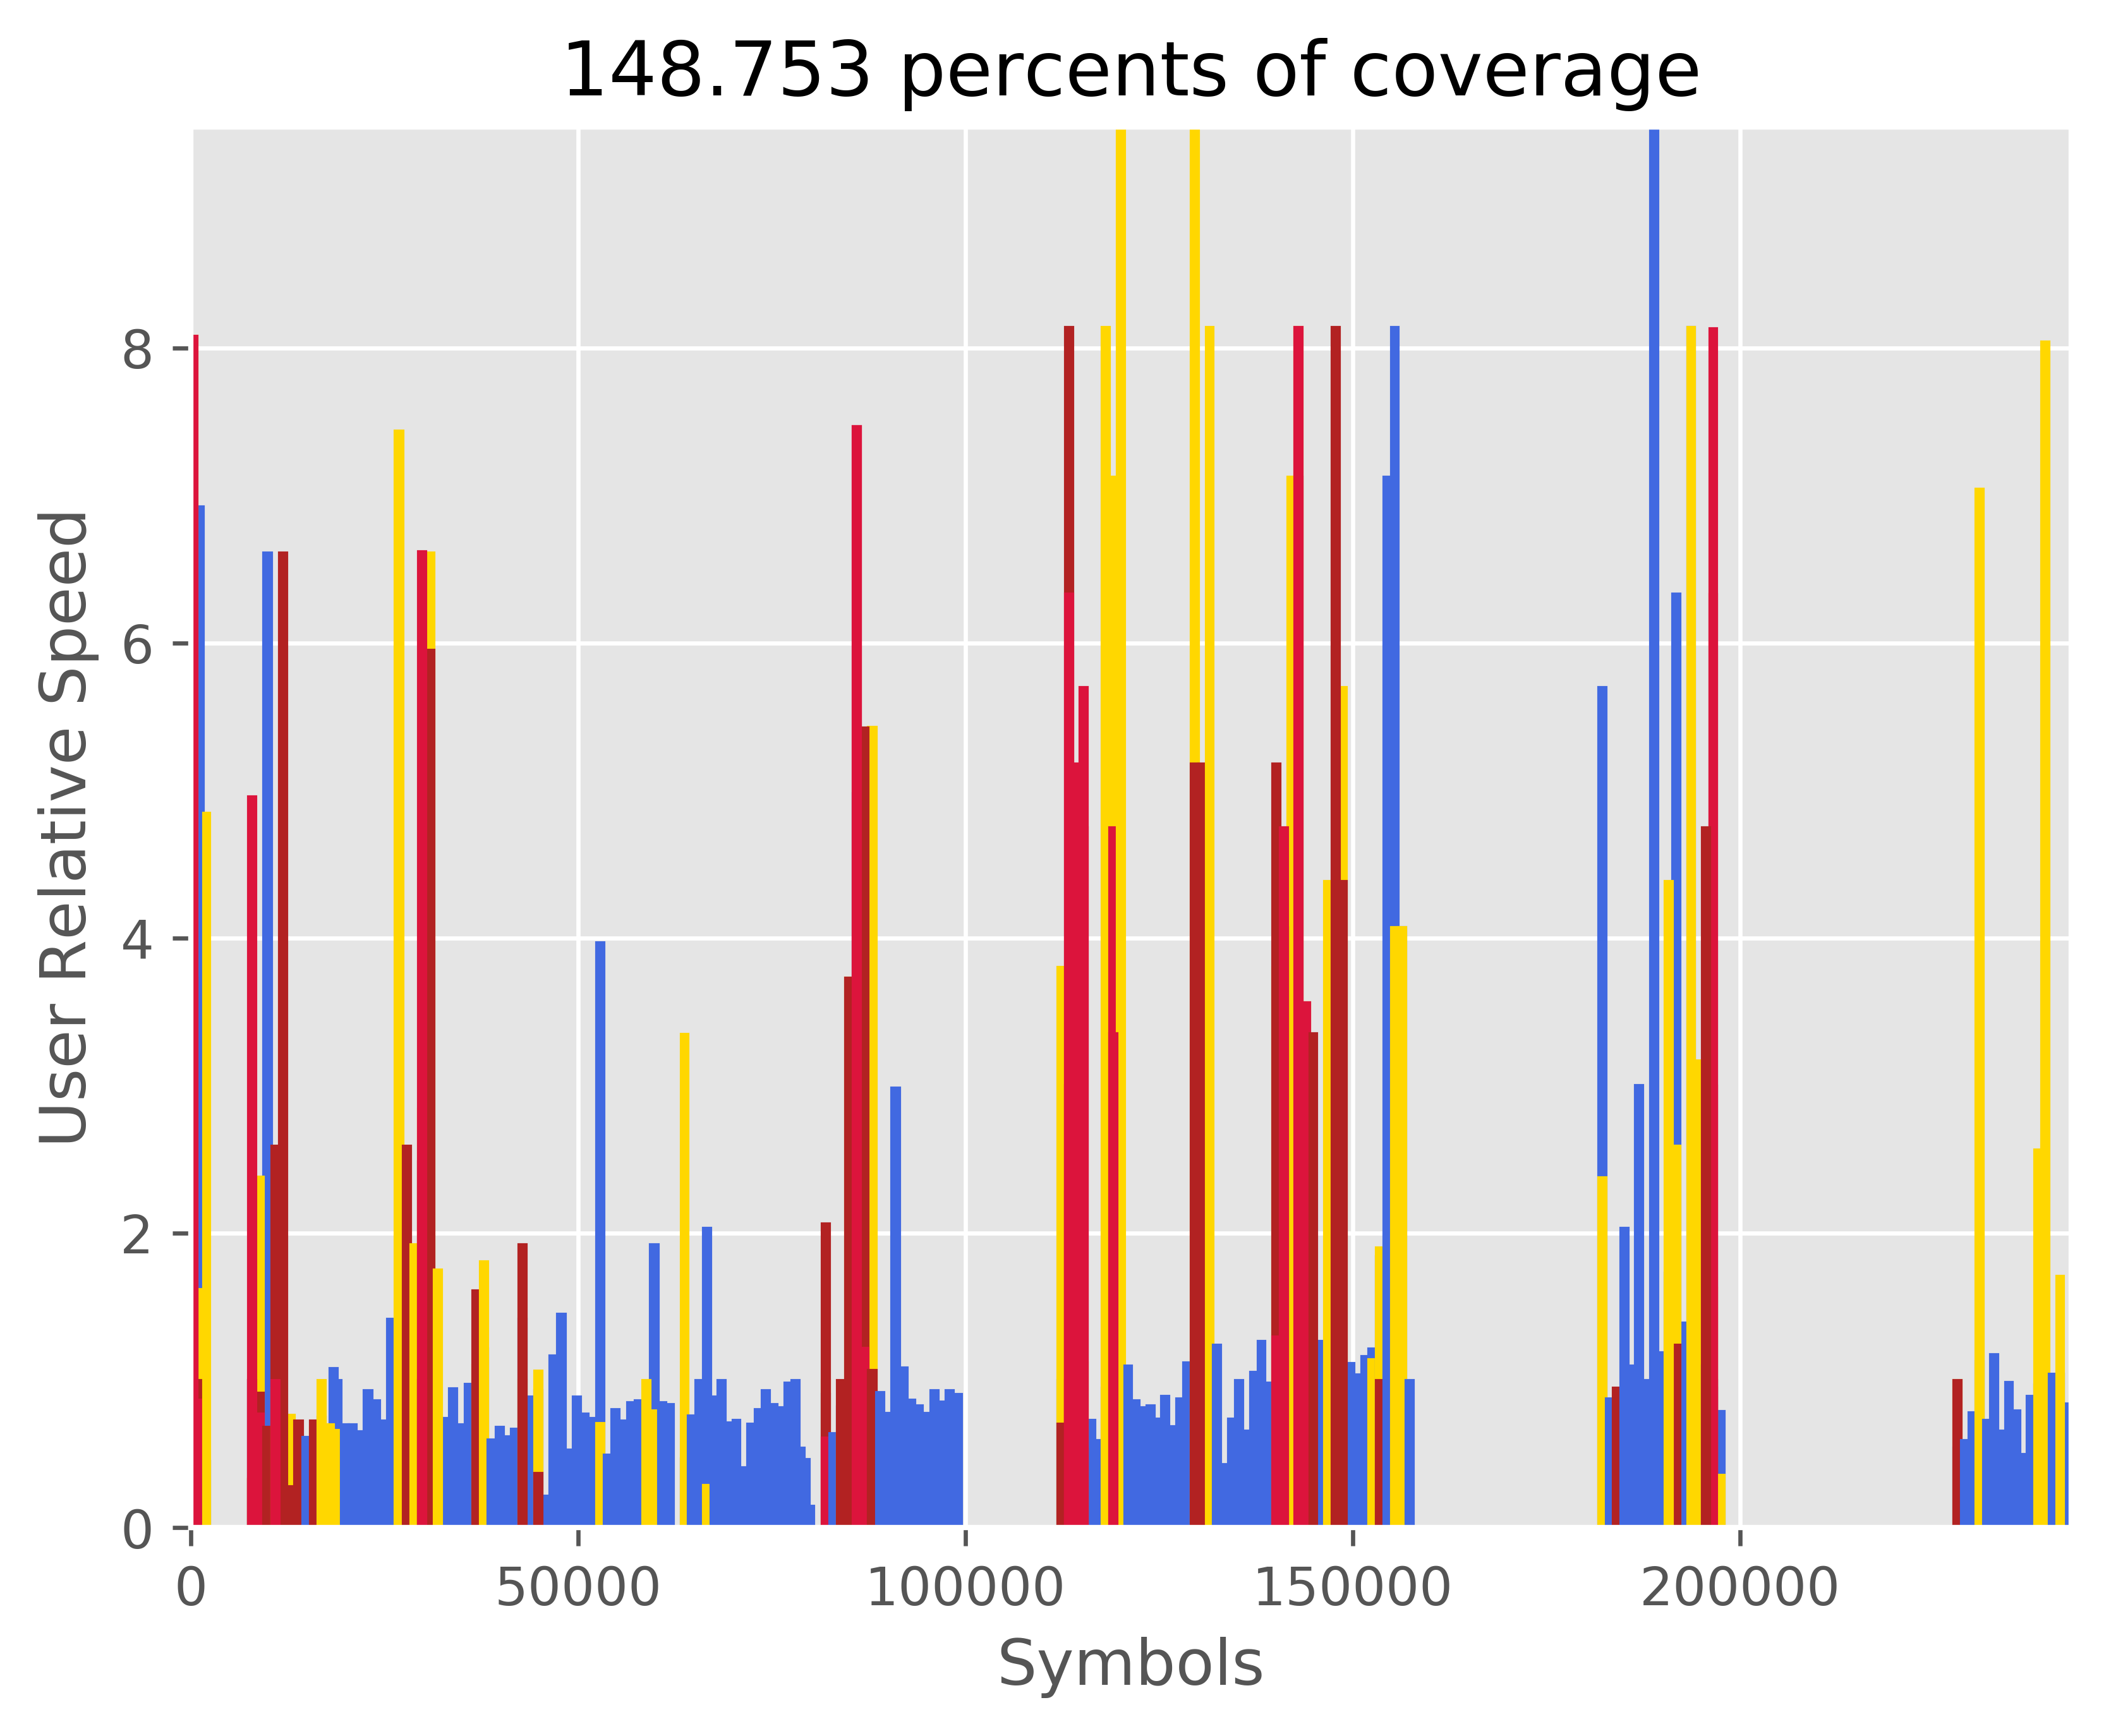 148.753 percents of coverage
User Relative Speed
8
6
4
2
0
0 50000 100000 150000 200000
Symbols